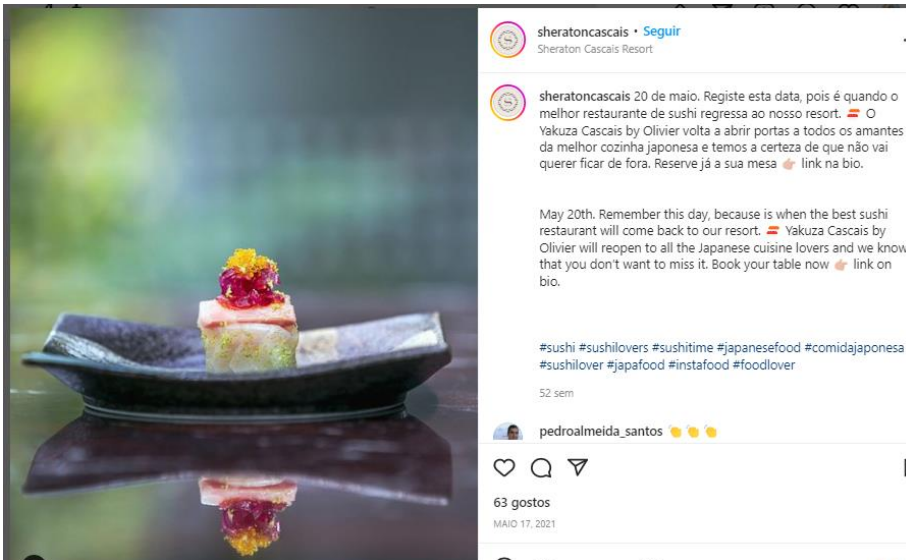 sheratoncascais • Seguir
Sheraton Cascais Resort
sheratoncascais 20 de maio. Registe esta data, pois é quando o
melhor restaurante de sushi regressa ao nosso resort. 🍣 O
Yakuza Cascais by Olivier volta a abrir portas a todos os amantes
da melhor cozinha japonesa e temos a certeza de que não vai
querer ficar de fora. Reserve já a sua mesa 👉🏻 link na bio.
May 20th. Remember this day, because is when the best sushi
restaurant will come back to our resort. 🍣 Yakuza Cascais by
Olivier will reopen to all the Japanese cuisine lovers and we know
that you don't want to miss it. Book your table now 👉🏻 link on
bio.
#sushi #sushilovers #sushitime #japanesefood #comidajaponesa
#sushilover #japafood #instafood #foodlover
52 sem
pedroalmeida_santos 👏👏👏
63 gostos
MAIO 17, 2021